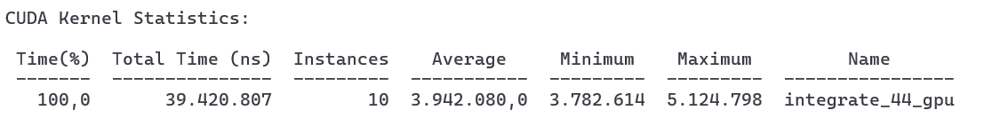 CUDA Kernel Statistics:
Time(%) Total Time (ns) Instances Average Minimum Maximum Name
------- --------------- --------- ----------- --------- --------- ----------------
100,0 39.420.807 10 3.942.080,0 3.782.614 5.124.798 integrate_44_gpu